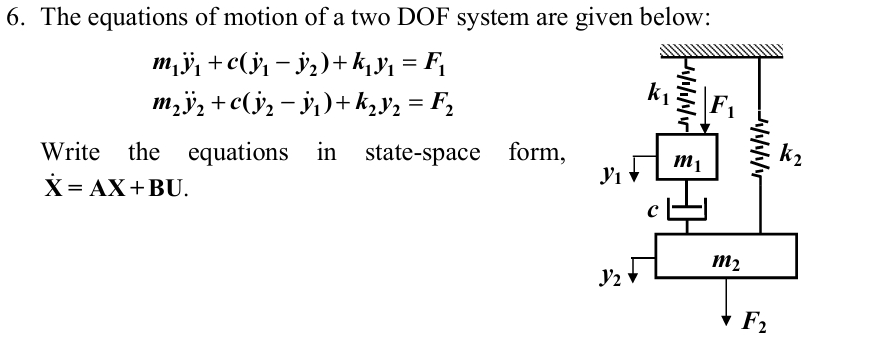 6. The equations of motion of a two DOF system are given below:
m₁ÿ₁ + c(ẏ₁ − ẏ₂) + k₁y₁ = F₁
m₂ÿ₂ + c(ẏ₂ − ẏ₁) + k₂y₂ = F₂
Write the equations in state-space form,
Ẋ = AX + BU.
k₁
F₁
m₁
k₂
y₁
c
m₂
y₂
F₂